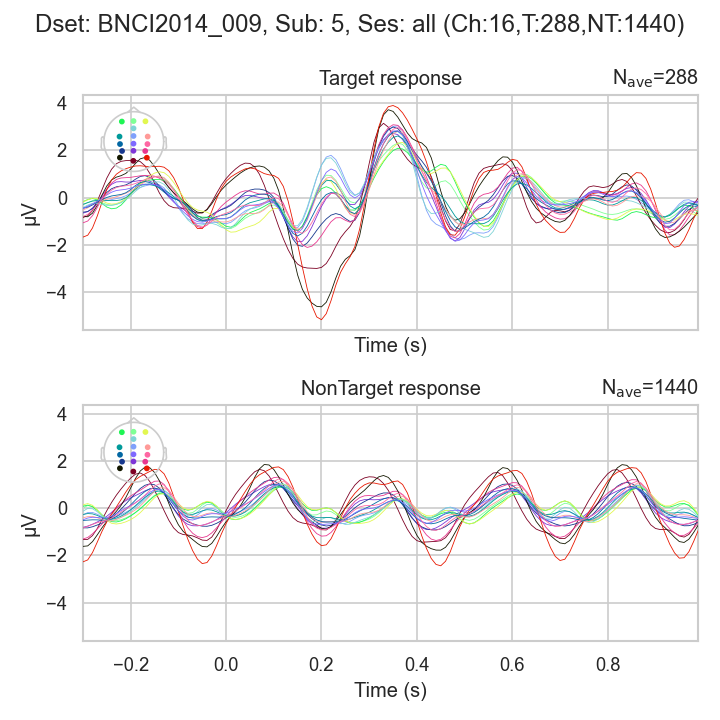 Dset: BNCI2014_009, Sub: 5, Ses: all (Ch:16,T:288,NT:1440)
Target response
Nave=288
4
2
0
−2
−4
µV
Time (s)
NonTarget response
Nave=1440
4
2
0
−2
−4
µV
−0.2 0.0 0.2 0.4 0.6 0.8
Time (s)